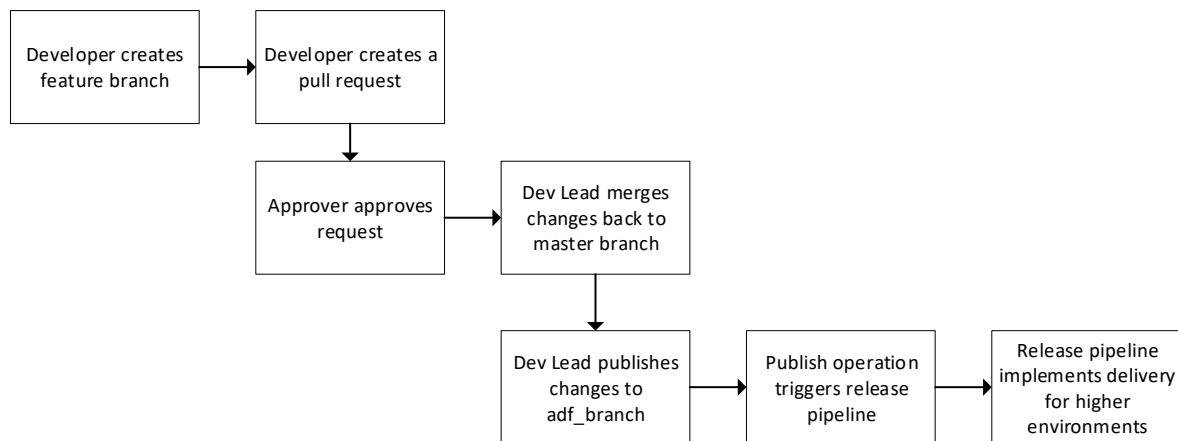 Developer creates
feature branch
Developer creates a
pull request
Approver approves
request
Dev Lead merges
changes back to
master branch
Dev Lead publishes
changes to
adf_branch
Publish operation
triggers release
pipeline
Release pipeline
implements delivery
for higher
environments